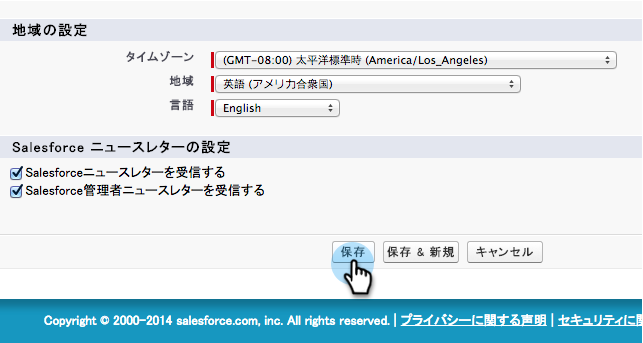 地域の設定
タイムゾーン (GMT-08:00) 太平洋標準時 (America/Los_Angeles)
地域 英語 (アメリカ合衆国)
言語 English
Salesforce ニュースレターの設定
Salesforceニュースレターを受信する
Salesforce管理者ニュースレターを受信する
保存 保存 & 新規 キャンセル
Copyright © 2000-2014 salesforce.com, inc. All rights reserved. | プライバシーに関する声明 | セキュリティに